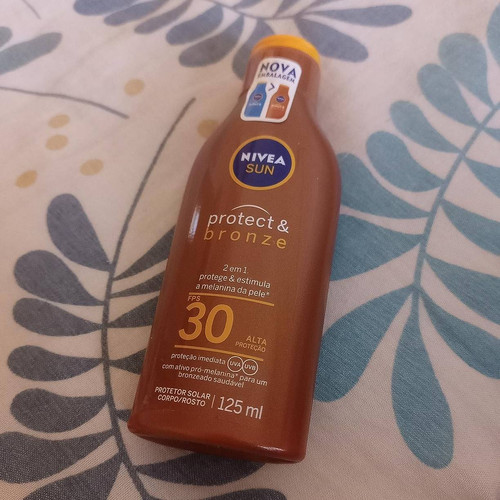 NOVA
EMBALAGEM
NIVEA
SUN
protect &
bronze
2 em 1
protege & estimula
a melanina da pele*
FPS
30
ALTA
PROTEÇÃO
proteção imediata UVA UVB
com ativo pró-melanina* para um
bronzeado saudável
PROTETOR SOLAR
CORPO/ROSTO
125 ml